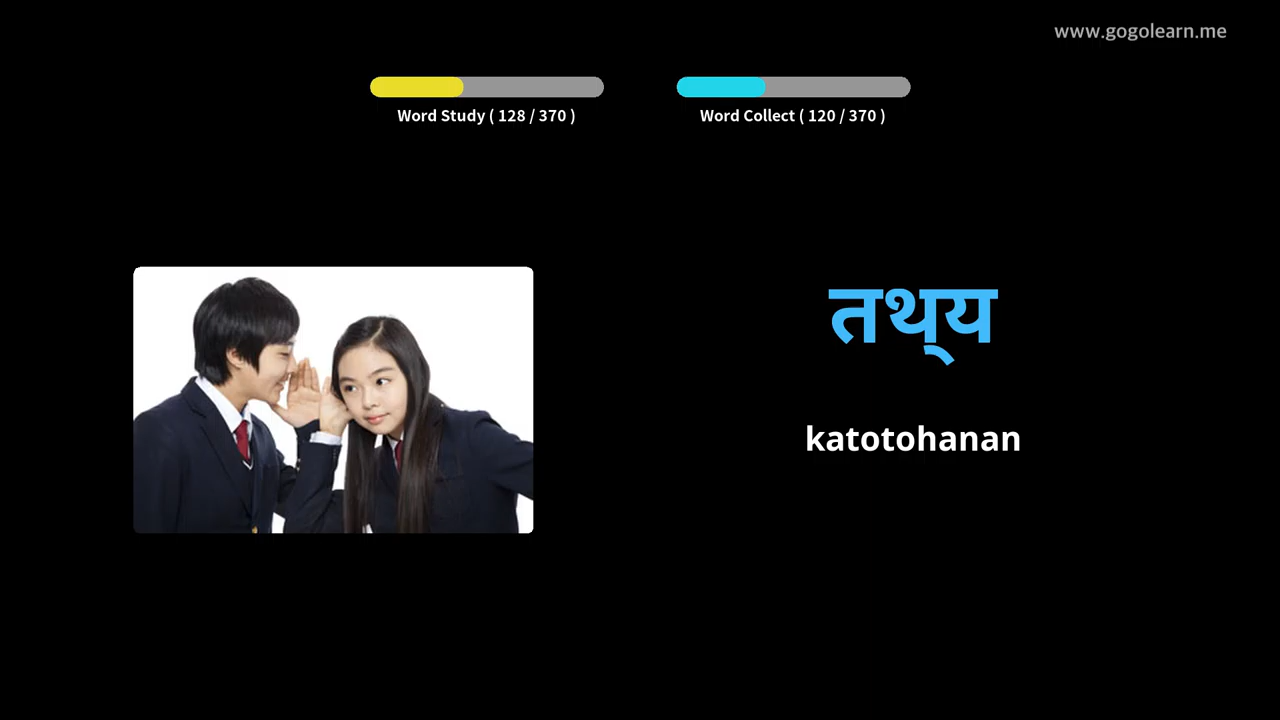 www.gogolearn.me
Word Study ( 128 / 370 )
Word Collect ( 120 / 370 )
तथ्‌य
katotohanan